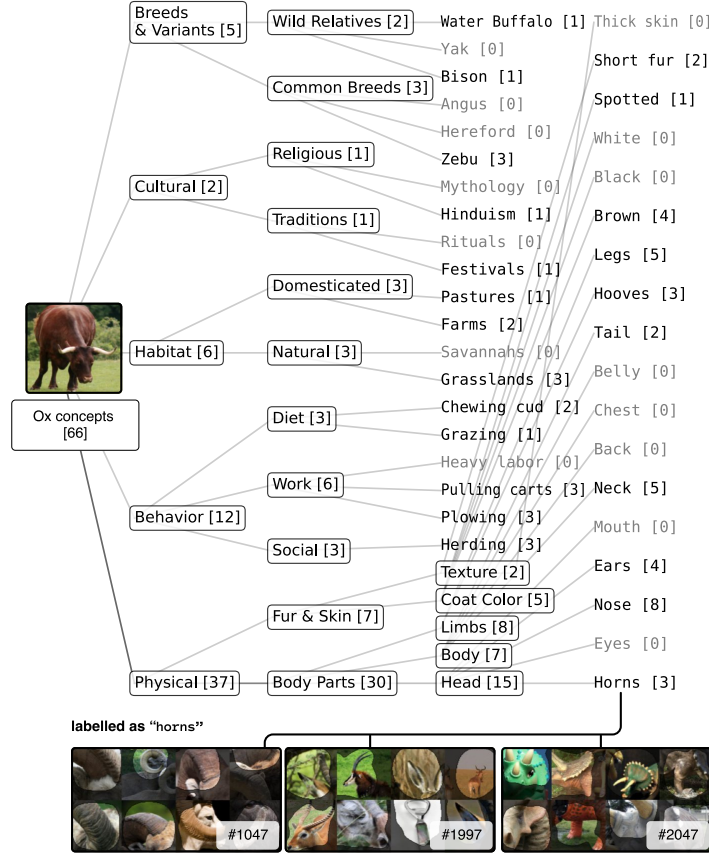 Breeds
& Variants [5]
Wild Relatives [2]
Water Buffalo [1]
Thick skin [0]
Yak [0]
Short fur [2]
Bison [1]
Common Breeds [3]
Spotted [1]
Angus [0]
Hereford [0]
White [0]
Religious [1]
Zebu [3]
Black [0]
Cultural [2]
Mythology [0]
Hinduism [1]
Brown [4]
Traditions [1]
Rituals [0]
Legs [5]
Festivals [1]
Domesticated [3]
Pastures [1]
Hooves [3]
Farms [2]
Tail [2]
Habitat [6]
Natural [3]
Savannahs [0]
Belly [0]
Grasslands [3]
Ox concepts
[66]
Diet [3]
Chewing cud [2]
Chest [0]
Grazing [1]
Back [0]
Heavy labor [0]
Work [6]
Pulling carts [3]
Neck [5]
Behavior [12]
Plowing [3]
Mouth [0]
Social [3]
Herding [3]
Texture [2]
Ears [4]
Coat Color [5]
Nose [8]
Fur & Skin [7]
Limbs [8]
Body [7]
Eyes [0]
Physical [37]
Body Parts [30]
Head [15]
Horns [3]
labelled as “horns”
#1047
#1997
#2047